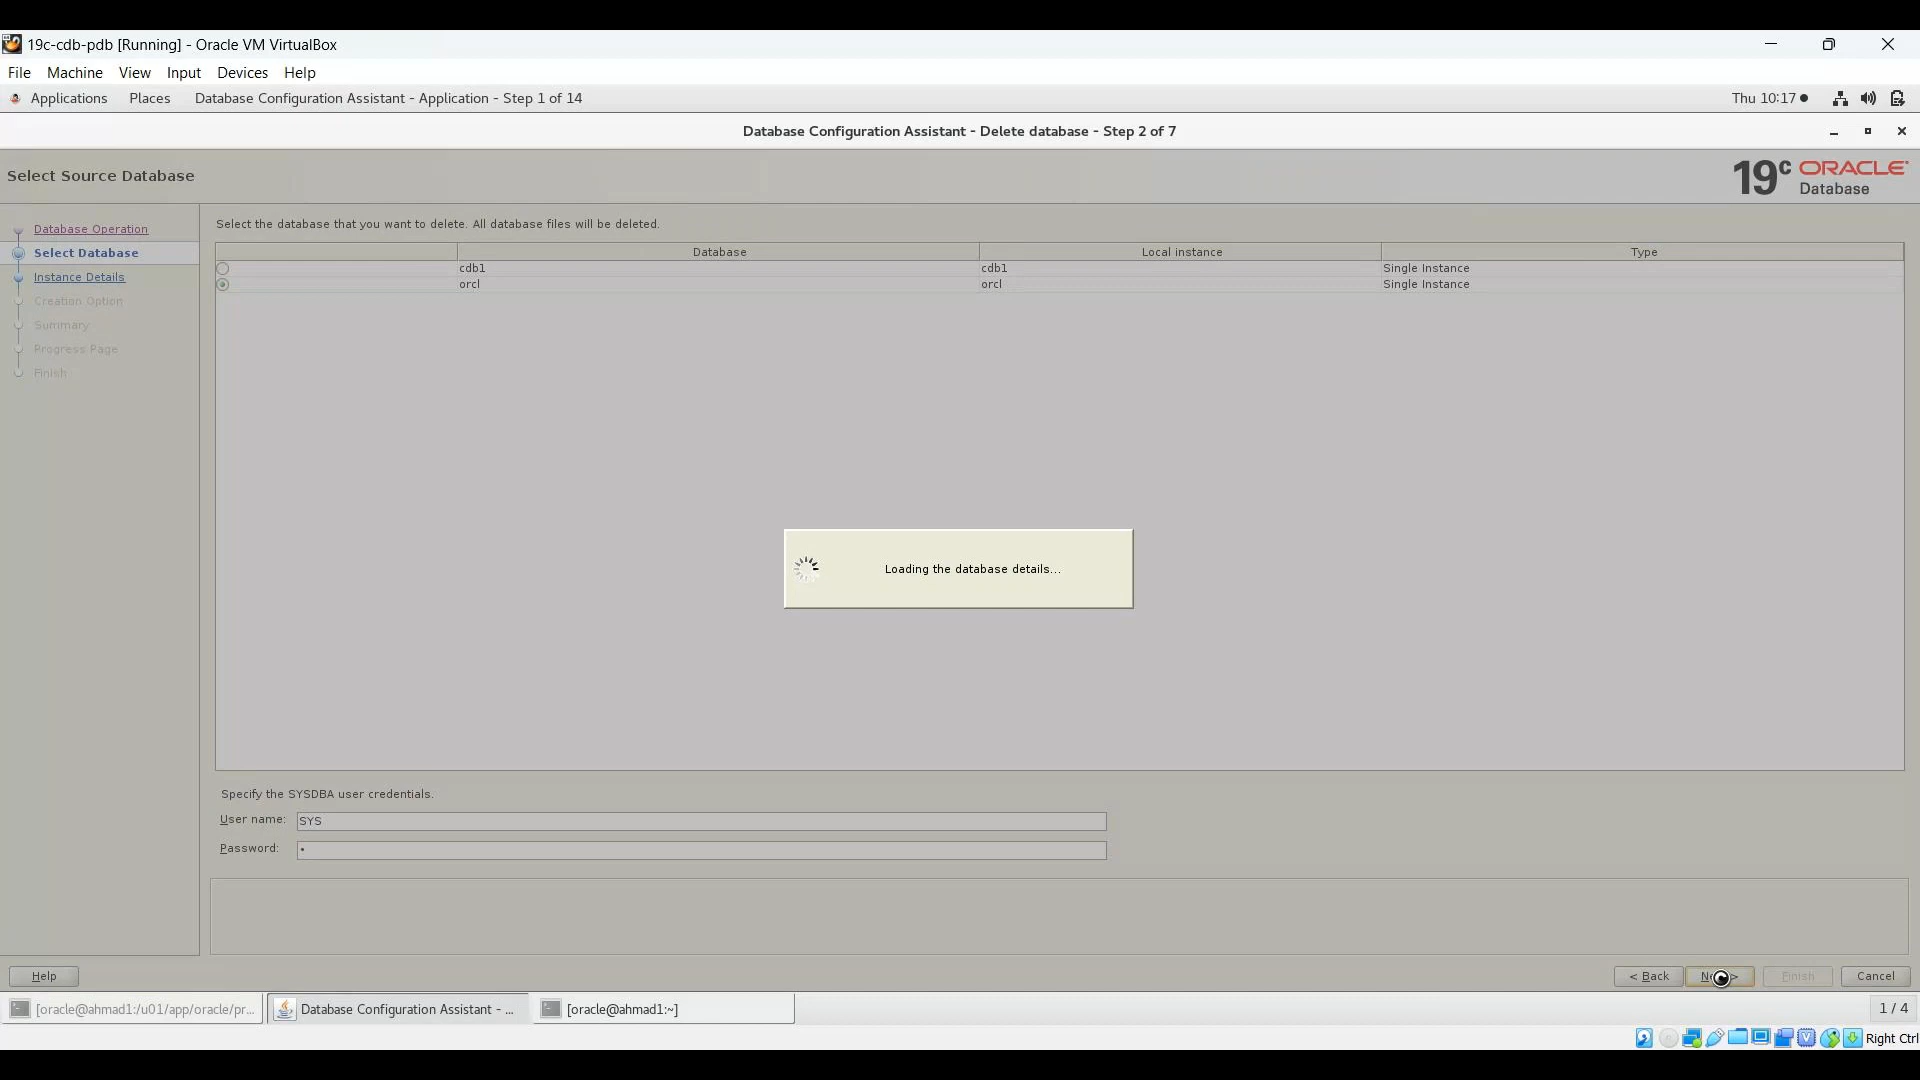 19c-cdb-pdb [Running] - Oracle VM VirtualBox
File Machine View Input Devices Help
Applications Places Database Configuration Assistant - Application - Step 1 of 14 Thu 10:17
Database Configuration Assistant - Delete database - Step 2 of 7
Select Source Database
19c ORACLE Database
Database Operation
Select Database
Instance Details
Creation Option
Summary
Progress Page
Finish
Select the database that you want to delete. All database files will be deleted.
Database Local instance Type
cdb1 cdb1 Single Instance
orcl orcl Single Instance
Loading the database details...
Specify the SYSDBA user credentials.
User name: SYS
Password:
Help < Back > Finish Cancel
[oracle@ahmad1:/u01/app/oracle/pr... Database Configuration Assistant - ... [oracle@ahmad1:~] 1 / 4
Right Ctrl